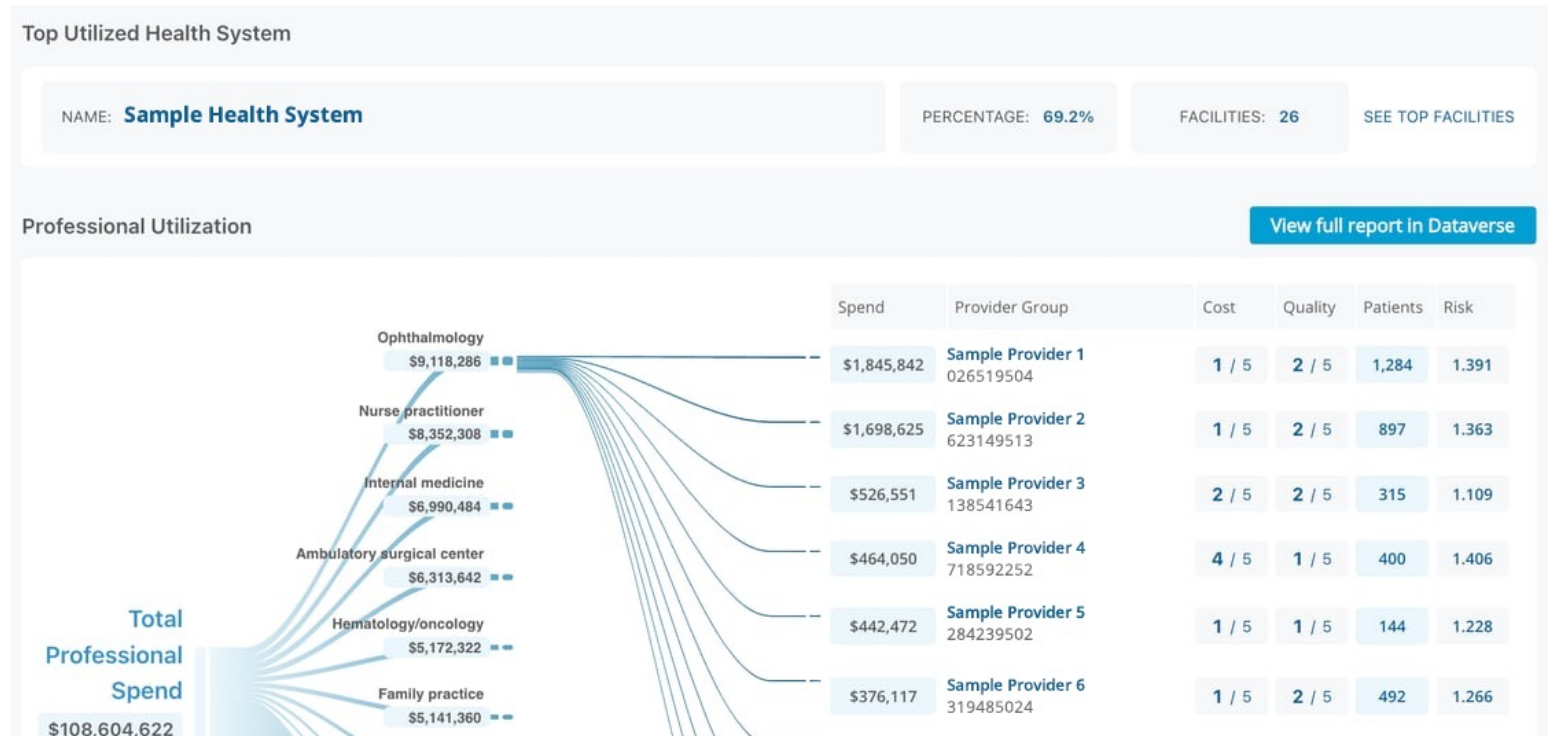 Top Utilized Health System
NAME: Sample Health System
PERCENTAGE: 69.2%
FACILITIES: 26
SEE TOP FACILITIES
Professional Utilization
View full report in Dataverse
Total
Professional
Spend
$108,604,622
Ophthalmology
$9,118,286
Nurse practitioner
$8,352,308
Internal medicine
$6,990,484
Ambulatory surgical center
$6,313,642
Hematology/oncology
$5,172,322
Family practice
$5,141,360
Spend Provider Group Cost Quality Patients Risk
$1,845,842 Sample Provider 1 1 / 5 2 / 5 1,284 1.391
026519504
$1,698,625 Sample Provider 2 1 / 5 2 / 5 897 1.363
623149513
$526,551 Sample Provider 3 2 / 5 2 / 5 315 1.109
138541643
$464,050 Sample Provider 4 4 / 5 1 / 5 400 1.406
718592252
$442,472 Sample Provider 5 1 / 5 1 / 5 144 1.228
284239502
$376,117 Sample Provider 6 1 / 5 2 / 5 492 1.266
319485024